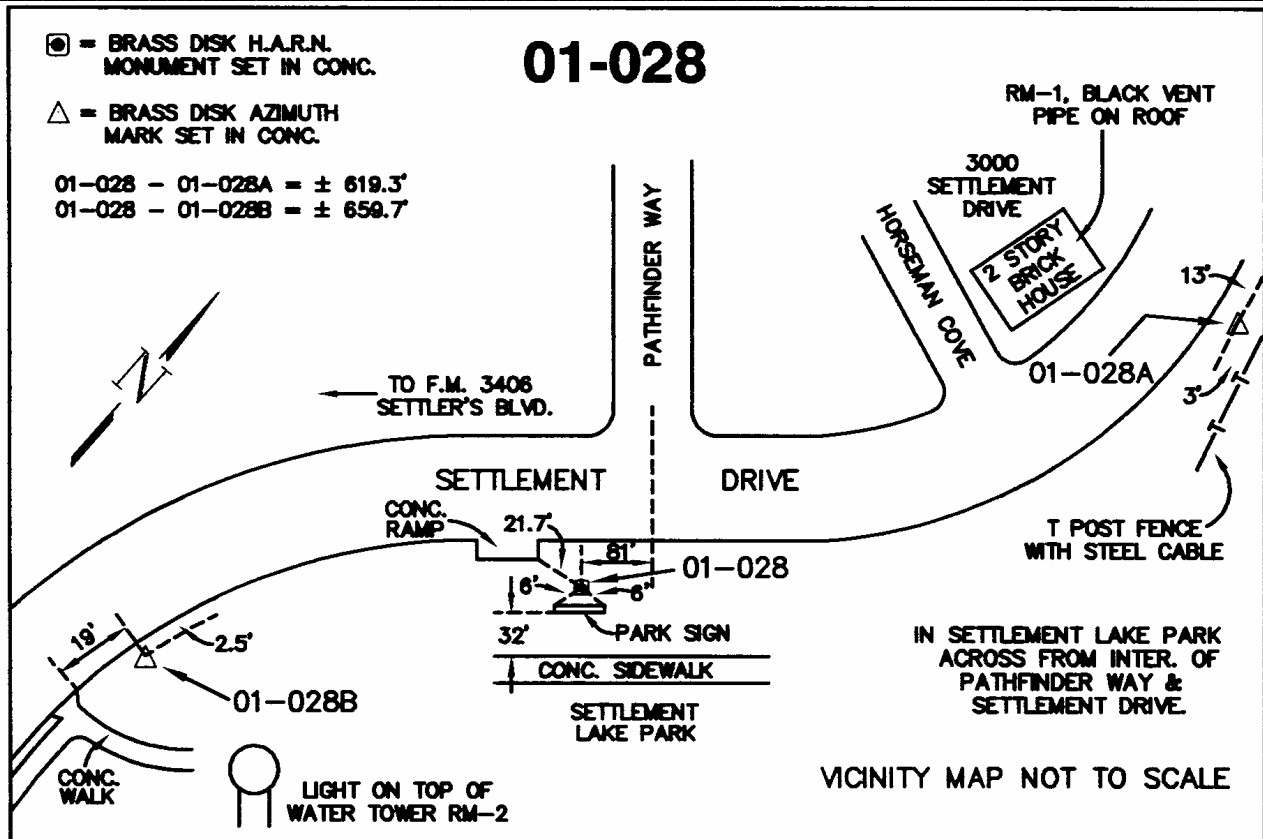 = BRASS DISK H.A.R.N.
MONUMENT SET IN CONC.
= BRASS DISK AZIMUTH
MARK SET IN CONC.
01-028 - 01-028A = ± 619.3'
01-028 - 01-028B = ± 659.7'
01-028
RM-1, BLACK VENT
PIPE ON ROOF
3000
SETTLEMENT
DRIVE
PATHFINDER WAY
HORSEMAN COVE
2 STORY
BRICK
HOUSE
13'
01-028A
3'
N
TO F.M. 3406
SETTLER'S BLVD.
SETTLEMENT DRIVE
CONC.
RAMP
21.7'
81'
01-028
6'
6'
T POST FENCE
WITH STEEL CABLE
32'
PARK SIGN
CONC. SIDEWALK
SETTLEMENT
LAKE PARK
19'
2.5'
01-028B
IN SETTLEMENT LAKE PARK
ACROSS FROM INTER. OF
PATHFINDER WAY &
SETTLEMENT DRIVE.
CONC.
WALK
LIGHT ON TOP OF
WATER TOWER RM-2
VICINITY MAP NOT TO SCALE